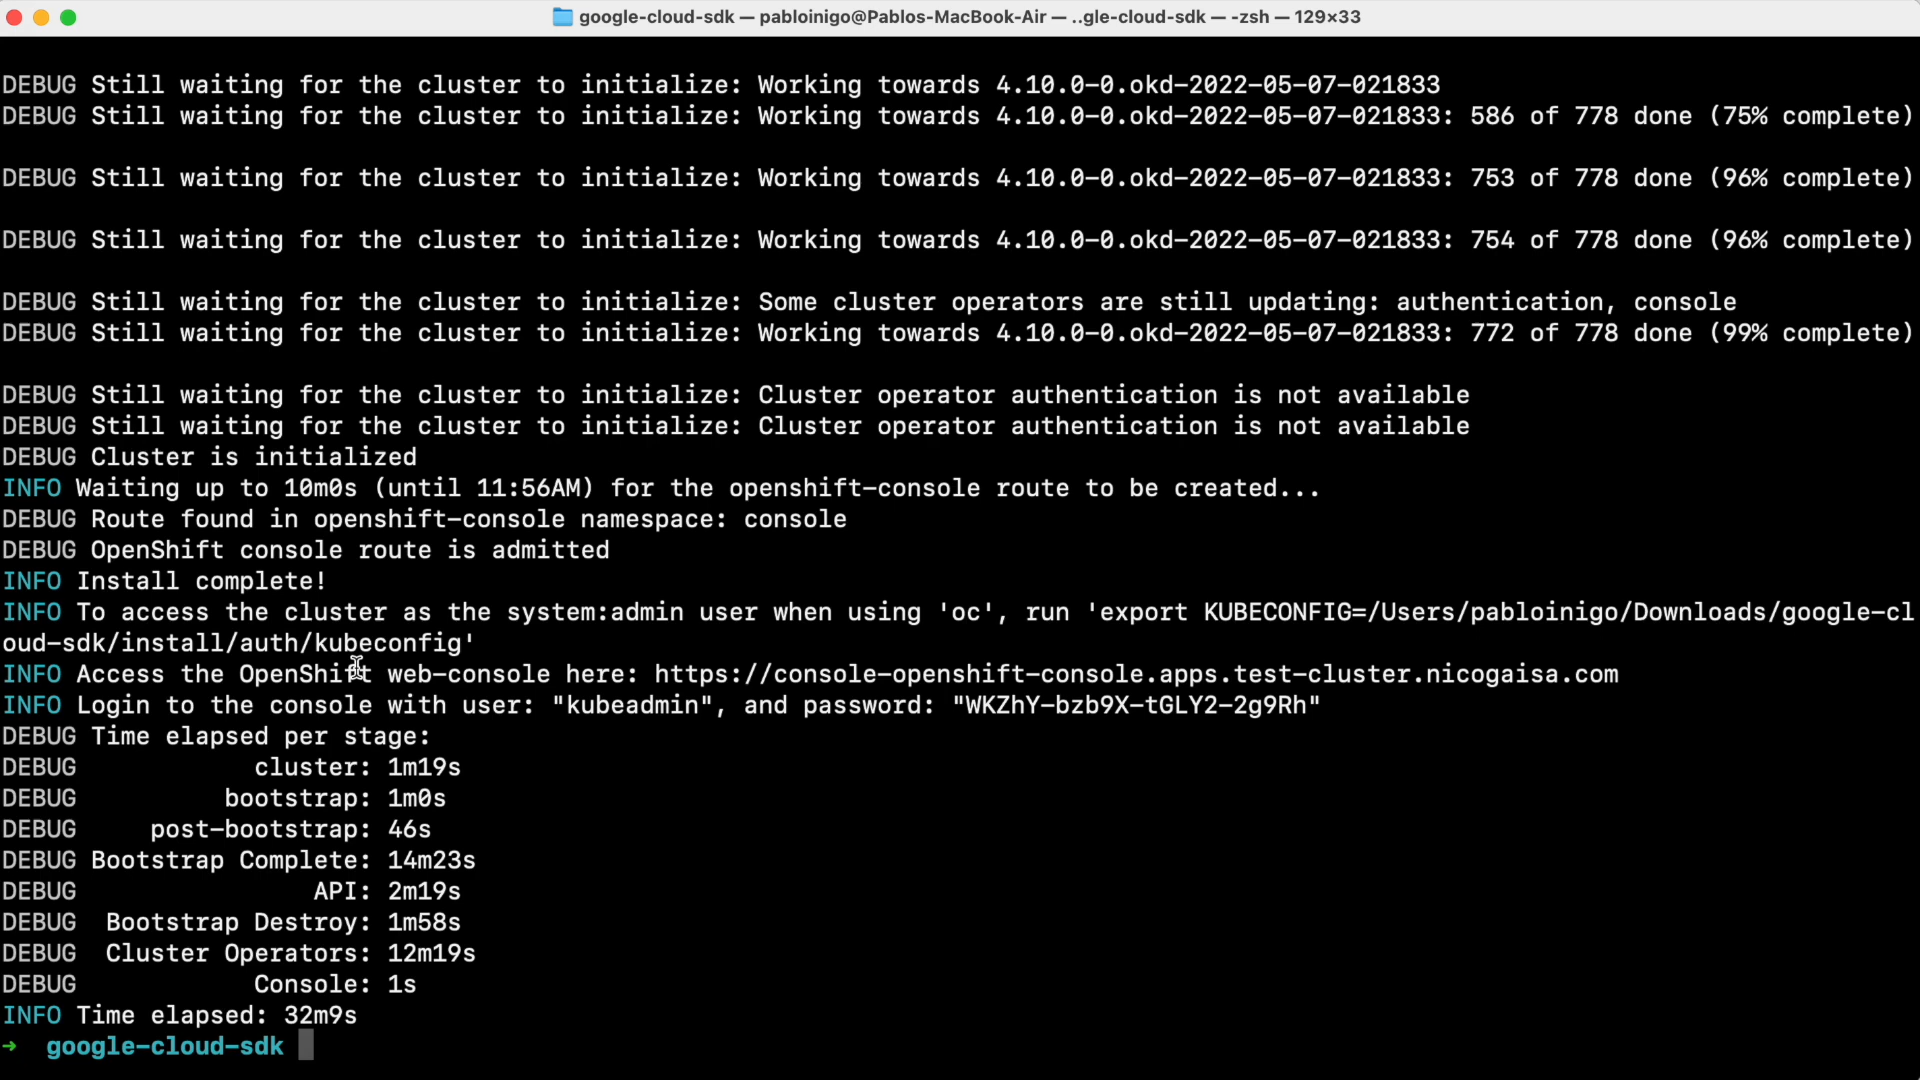 google-cloud-sdk — pabloinigo@Pablos-MacBook-Air — ..gle-cloud-sdk — -zsh — 129×33
DEBUG Still waiting for the cluster to initialize: Working towards 4.10.0-0.okd-2022-05-07-021833
DEBUG Still waiting for the cluster to initialize: Working towards 4.10.0-0.okd-2022-05-07-021833: 586 of 778 done (75% complete)
DEBUG Still waiting for the cluster to initialize: Working towards 4.10.0-0.okd-2022-05-07-021833: 753 of 778 done (96% complete)
DEBUG Still waiting for the cluster to initialize: Working towards 4.10.0-0.okd-2022-05-07-021833: 754 of 778 done (96% complete)
DEBUG Still waiting for the cluster to initialize: Some cluster operators are still updating: authentication, console
DEBUG Still waiting for the cluster to initialize: Working towards 4.10.0-0.okd-2022-05-07-021833: 772 of 778 done (99% complete)
DEBUG Still waiting for the cluster to initialize: Cluster operator authentication is not available
DEBUG Still waiting for the cluster to initialize: Cluster operator authentication is not available
DEBUG Cluster is initialized
INFO Waiting up to 10m0s (until 11:56AM) for the openshift-console route to be created...
DEBUG Route found in openshift-console namespace: console
DEBUG OpenShift console route is admitted
INFO Install complete!
INFO To access the cluster as the system:admin user when using 'oc', run 'export KUBECONFIG=/Users/pabloinigo/Downloads/google-cl
oud-sdk/install/auth/kubeconfig'
INFO Access the OpenShift web-console here: https://console-openshift-console.apps.test-cluster.nicogaisa.com
INFO Login to the console with user: "kubeadmin", and password: "WKZhY-bzb9X-tGLY2-2g9Rh"
DEBUG Time elapsed per stage:
DEBUG            cluster: 1m19s
DEBUG          bootstrap: 1m0s
DEBUG     post-bootstrap: 46s
DEBUG Bootstrap Complete: 14m23s
DEBUG                API: 2m19s
DEBUG  Bootstrap Destroy: 1m58s
DEBUG  Cluster Operators: 12m19s
DEBUG            Console: 1s
INFO Time elapsed: 32m9s
➜  google-cloud-sdk